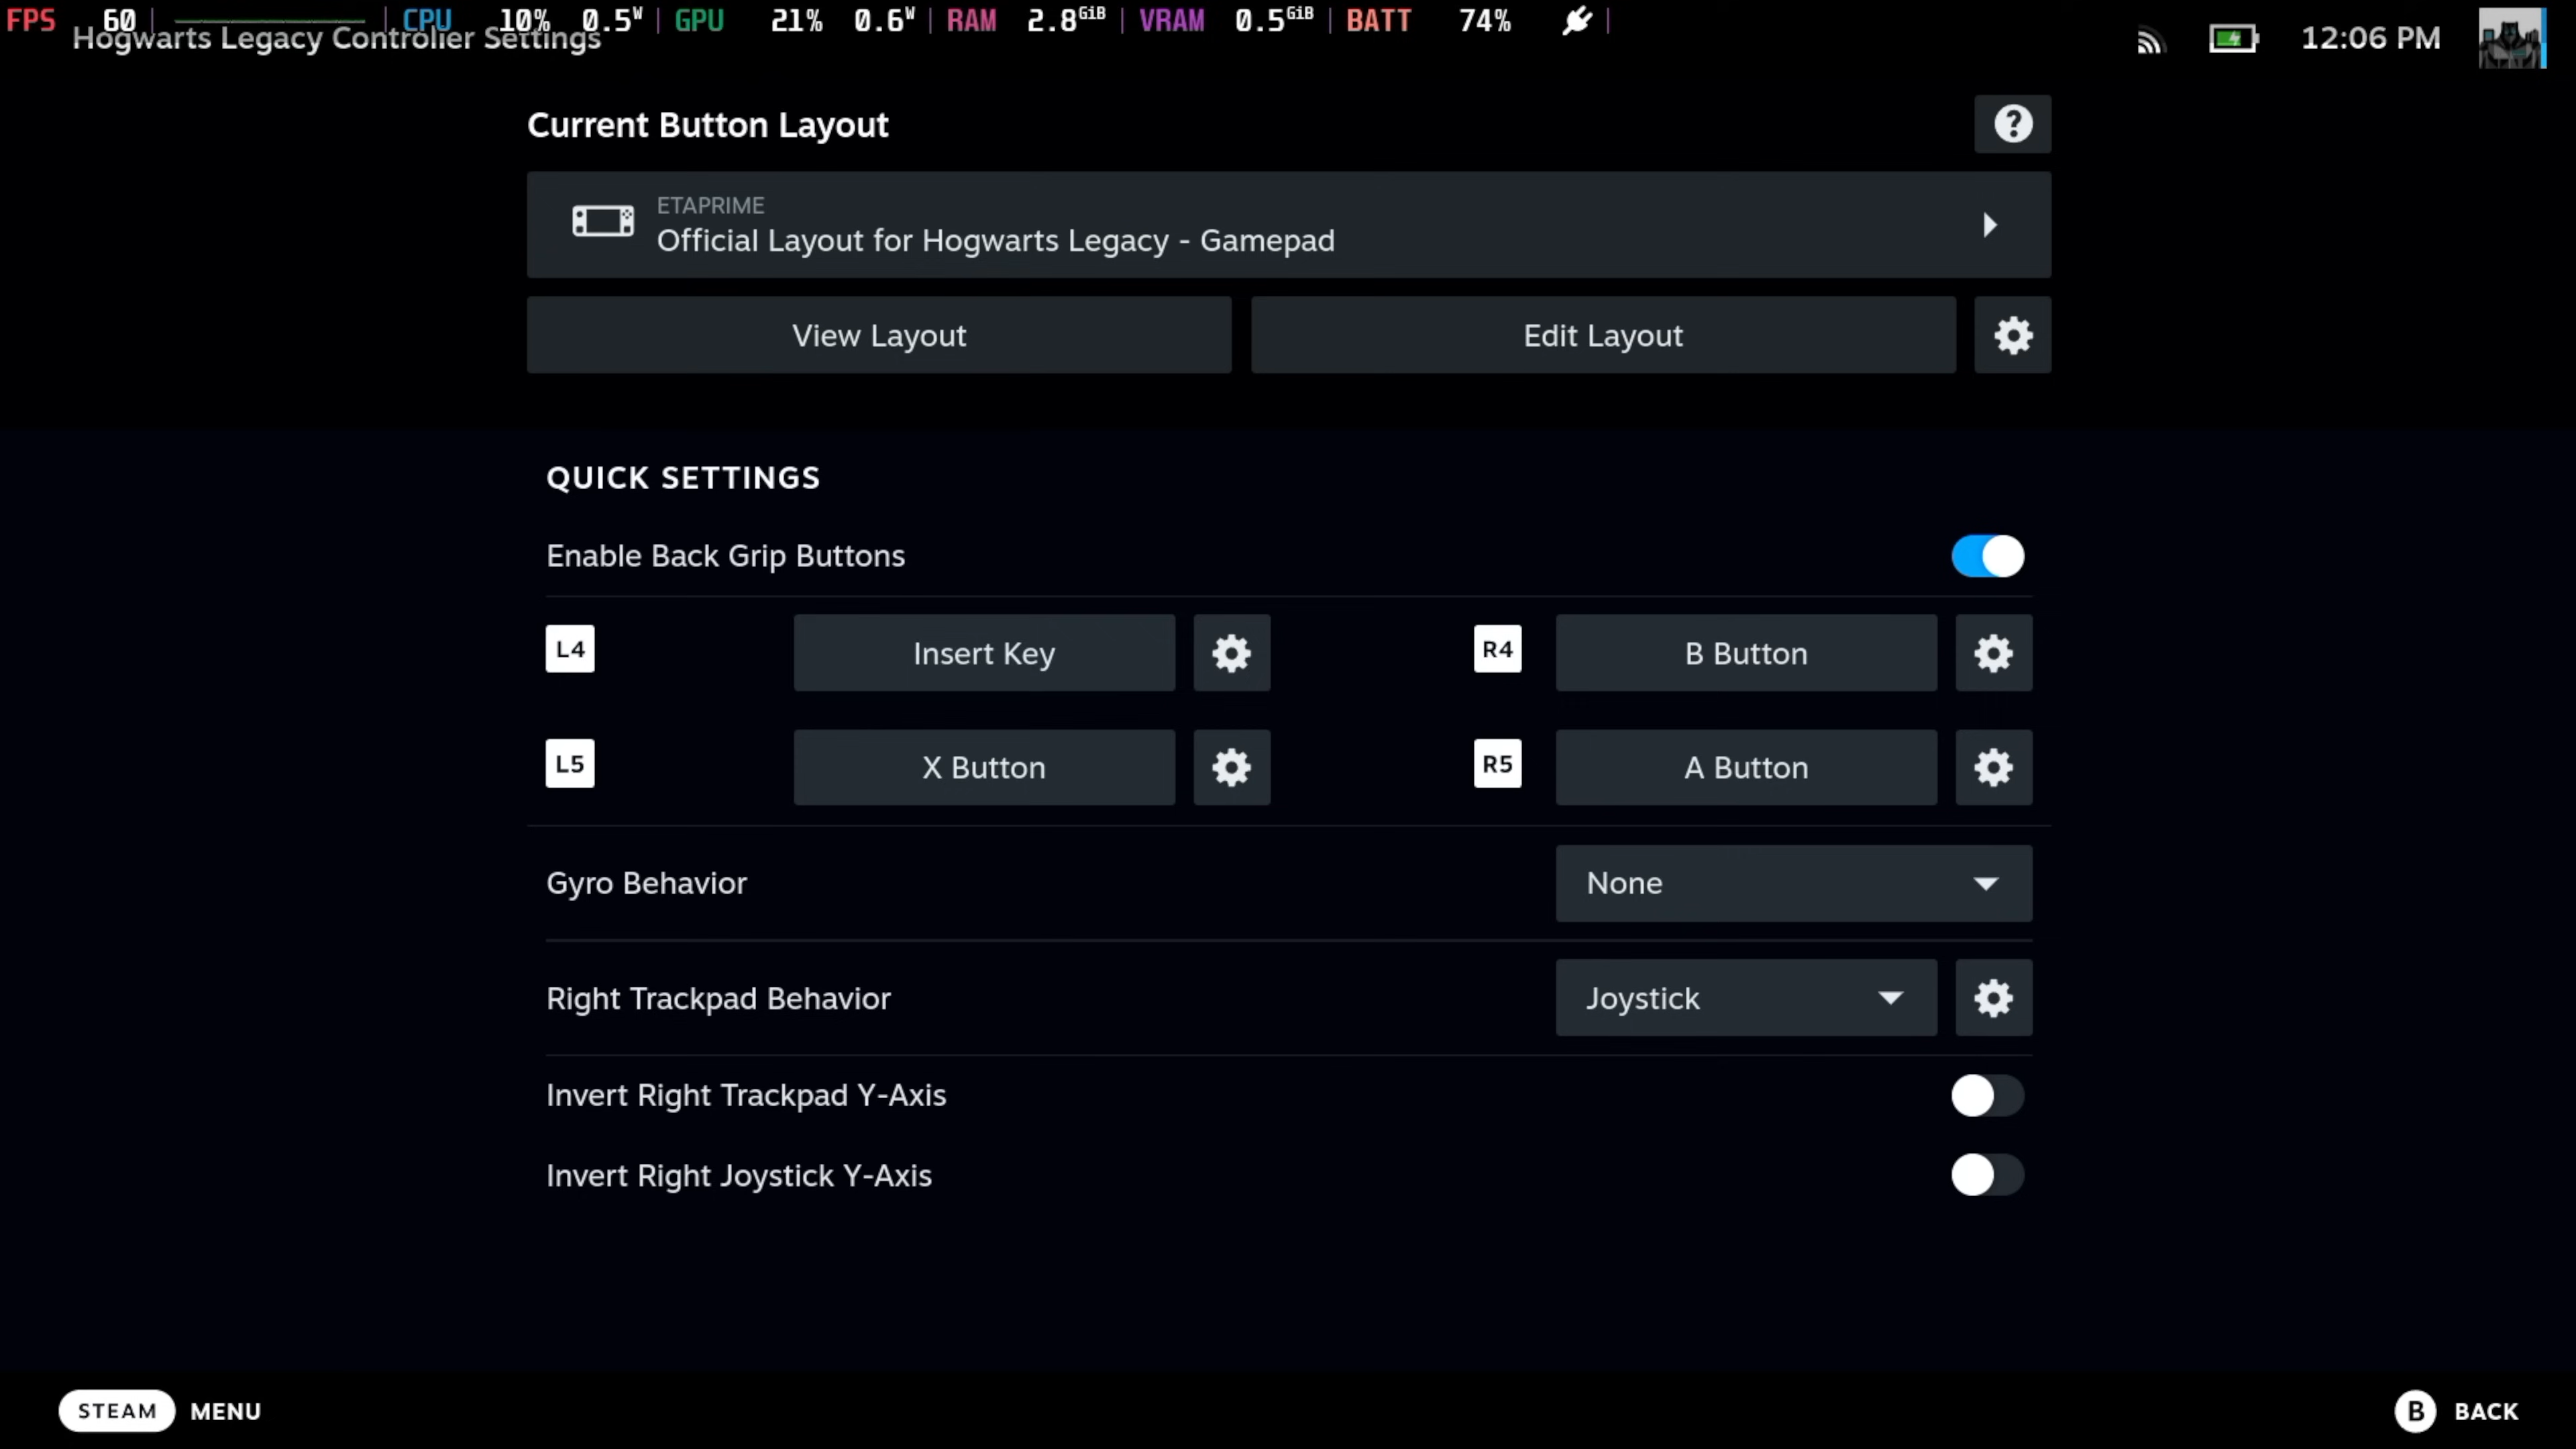 FPS 60 CPU 10% 0.5W GPU 21% 0.6W RAM 2.8GiB VRAM 0.5GiB BATT 74%
Hogwarts Legacy Controller Settings
12:06 PM
Current Button Layout
?
ETAPRIME
Official Layout for Hogwarts Legacy - Gamepad
View Layout
Edit Layout
QUICK SETTINGS
Enable Back Grip Buttons
L4 Insert Key R4 B Button
L5 X Button R5 A Button
Gyro Behavior None
Right Trackpad Behavior Joystick
Invert Right Trackpad Y-Axis
Invert Right Joystick Y-Axis
STEAM MENU
B BACK